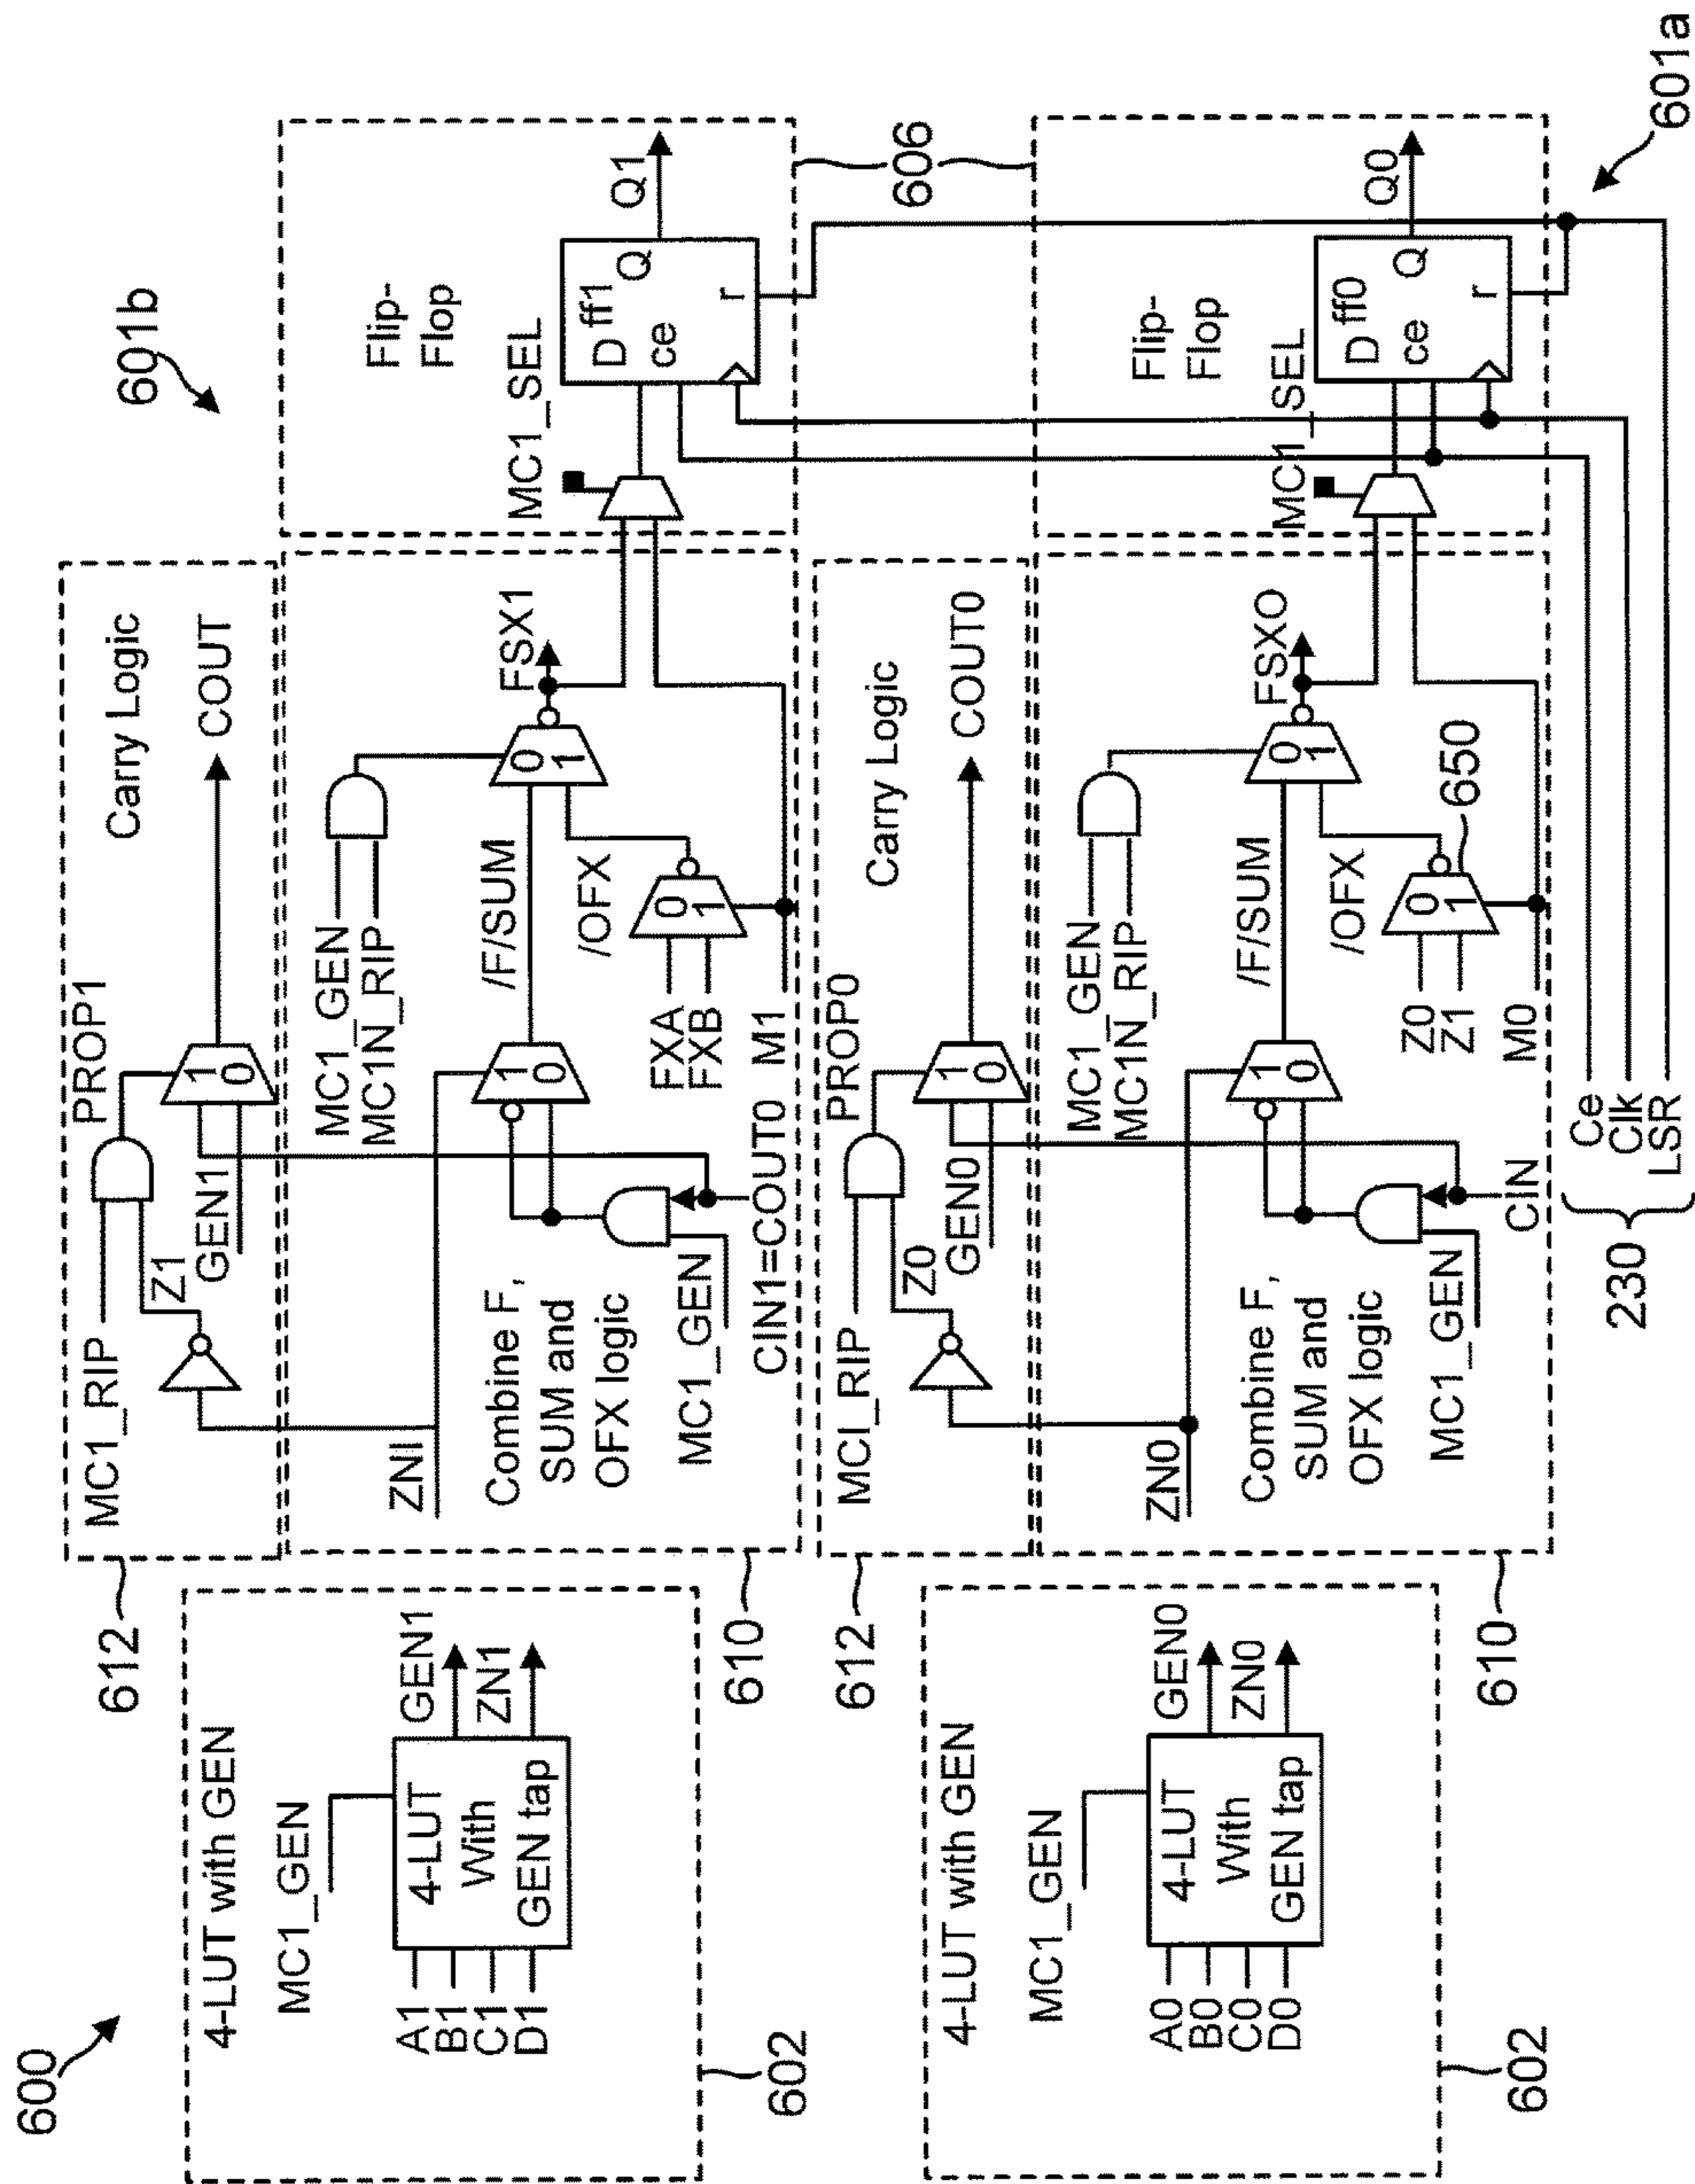 600
601b
4-LUT with GEN
MC1_GEN
A1
B1
C1
D1
4-LUT
With
GEN tap
GEN1
ZN1
602
612
MC1_RIP
Z1
GEN1
PROP1
1
0
Carry Logic
COUT
ZNI
Combine F,
SUM and
OFX logic
MC1_GEN
CIN1=COUT0
1
0
MC1_GEN
MC1N_RIP
/F/SUM
/OFX
FXA
FXB
M1
0
1
0
1
FSX1
610
Flip-
Flop
MC1_SEL
D
ff1
Q
ce
r
Q1
606
4-LUT with GEN
MC1_GEN
A0
B0
C0
D0
4-LUT
With
GEN tap
GEN0
ZN0
602
612
MCI_RIP
Z0
GEN0
PROP0
1
0
Carry Logic
COUT0
ZN0
Combine F,
SUM and
OFX logic
MC1_GEN
CIN
1
0
MC1_GEN
MC1N_RIP
/F/SUM
/OFX
Z0
Z1
M0
0
1
650
0
1
FSXO
610
Flip-
Flop
MC1_SEL
D
ff0
Q
ce
r
Q0
601a
230
Ce
Clk
LSR